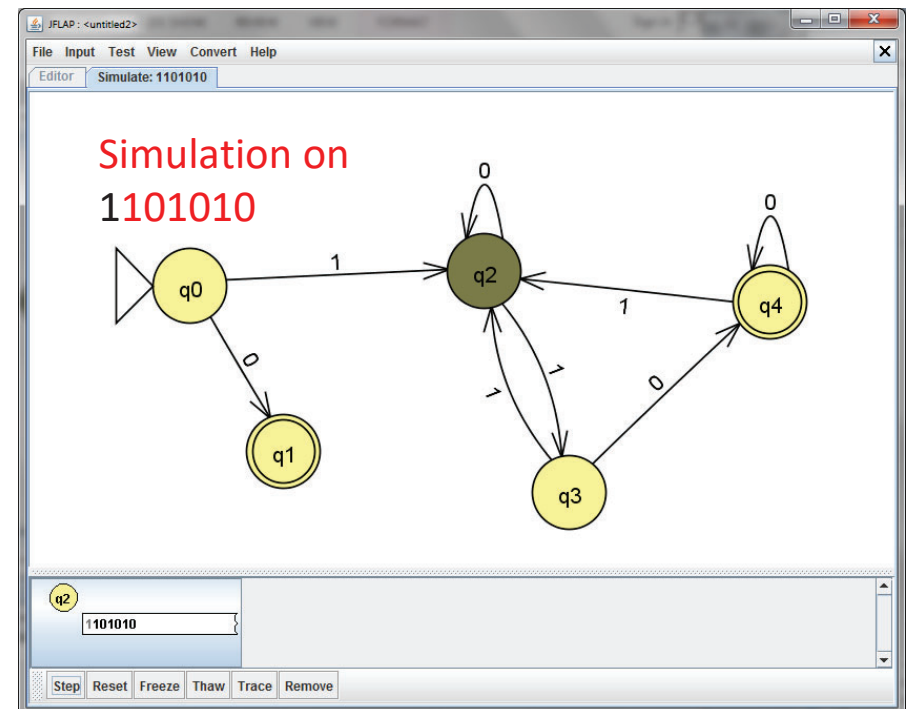 JFLAP : <untitled2>
File Input Test View Convert Help
Editor Simulate: 1101010
Simulation on
1101010
0
0
1
q0
q2
q4
1
0
1
1
0
q1
q3
q2
1101010
Step Reset Freeze Thaw Trace Remove